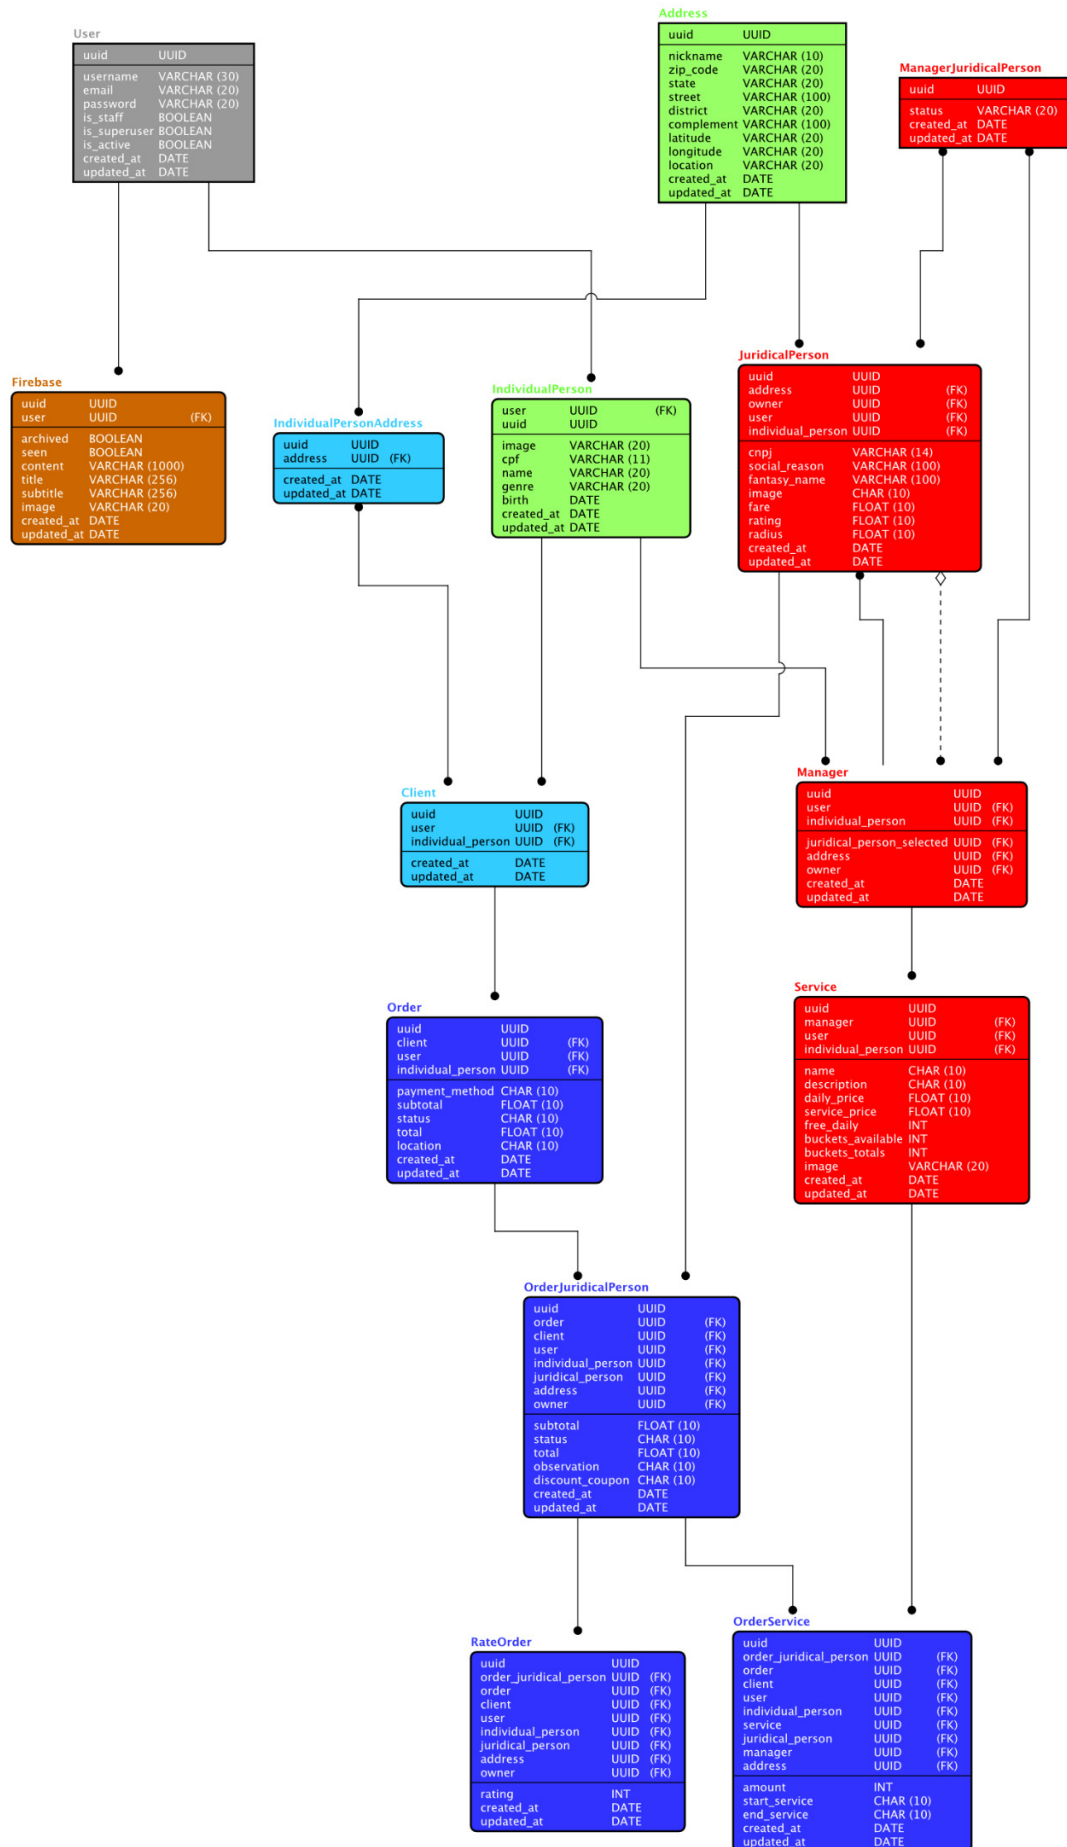 User
uuid UUID
username VARCHAR (30)
email VARCHAR (20)
password VARCHAR (20)
is_staff BOOLEAN
is_superuser BOOLEAN
is_active BOOLEAN
created_at DATE
updated_at DATE
Address
uuid UUID
nickname VARCHAR (10)
zip_code VARCHAR (20)
state VARCHAR (20)
street VARCHAR (100)
district VARCHAR (20)
complement VARCHAR (100)
latitude VARCHAR (20)
longitude VARCHAR (20)
location VARCHAR (20)
created_at DATE
updated_at DATE
ManagerJuridicalPerson
uuid UUID
status VARCHAR (20)
created_at DATE
updated_at DATE
Firebase
uuid UUID
user UUID (FK)
archived BOOLEAN
seen BOOLEAN
content VARCHAR (1000)
title VARCHAR (256)
subtitle VARCHAR (256)
image VARCHAR (20)
created_at DATE
updated_at DATE
IndividualPersonAddress
uuid UUID
address UUID (FK)
created_at DATE
updated_at DATE
IndividualPerson
user UUID (FK)
uuid UUID
image VARCHAR (20)
cpf VARCHAR (11)
name VARCHAR (20)
genre VARCHAR (20)
birth DATE
created_at DATE
updated_at DATE
JuridicalPerson
uuid UUID
address UUID (FK)
owner UUID (FK)
user UUID (FK)
individual_person UUID (FK)
cnpj VARCHAR (14)
social_reason VARCHAR (100)
fantasy_name VARCHAR (100)
image CHAR (10)
fare FLOAT (10)
rating FLOAT (10)
radius FLOAT (10)
created_at DATE
updated_at DATE
Client
uuid UUID
user UUID (FK)
individual_person UUID (FK)
created_at DATE
updated_at DATE
Manager
uuid UUID
user UUID (FK)
individual_person UUID (FK)
juridical_person_selected UUID (FK)
address UUID (FK)
owner UUID (FK)
created_at DATE
updated_at DATE
Order
uuid UUID
client UUID (FK)
user UUID (FK)
individual_person UUID (FK)
payment_method CHAR (10)
subtotal FLOAT (10)
status CHAR (10)
total FLOAT (10)
location CHAR (10)
created_at DATE
updated_at DATE
Service
uuid UUID
manager UUID (FK)
user UUID (FK)
individual_person UUID (FK)
name CHAR (10)
description CHAR (10)
daily_price FLOAT (10)
service_price FLOAT (10)
free_daily INT
buckets_available INT
buckets_totals INT
image VARCHAR (20)
created_at DATE
updated_at DATE
OrderJuridicalPerson
uuid UUID
order UUID (FK)
client UUID (FK)
user UUID (FK)
individual_person UUID (FK)
juridical_person UUID (FK)
address UUID (FK)
owner UUID (FK)
subtotal FLOAT (10)
status CHAR (10)
total FLOAT (10)
observation CHAR (10)
discount_coupon CHAR (10)
created_at DATE
updated_at DATE
RateOrder
uuid UUID
order_juridical_person UUID (FK)
order UUID (FK)
client UUID (FK)
user UUID (FK)
individual_person UUID (FK)
juridical_person UUID (FK)
address UUID (FK)
owner UUID (FK)
rating INT
created_at DATE
updated_at DATE
OrderService
uuid UUID
order_juridical_person UUID (FK)
order UUID (FK)
client UUID (FK)
user UUID (FK)
individual_person UUID (FK)
service UUID (FK)
juridical_person UUID (FK)
manager UUID (FK)
address UUID (FK)
amount INT
start_service CHAR (10)
end_service CHAR (10)
created_at DATE
updated_at DATE